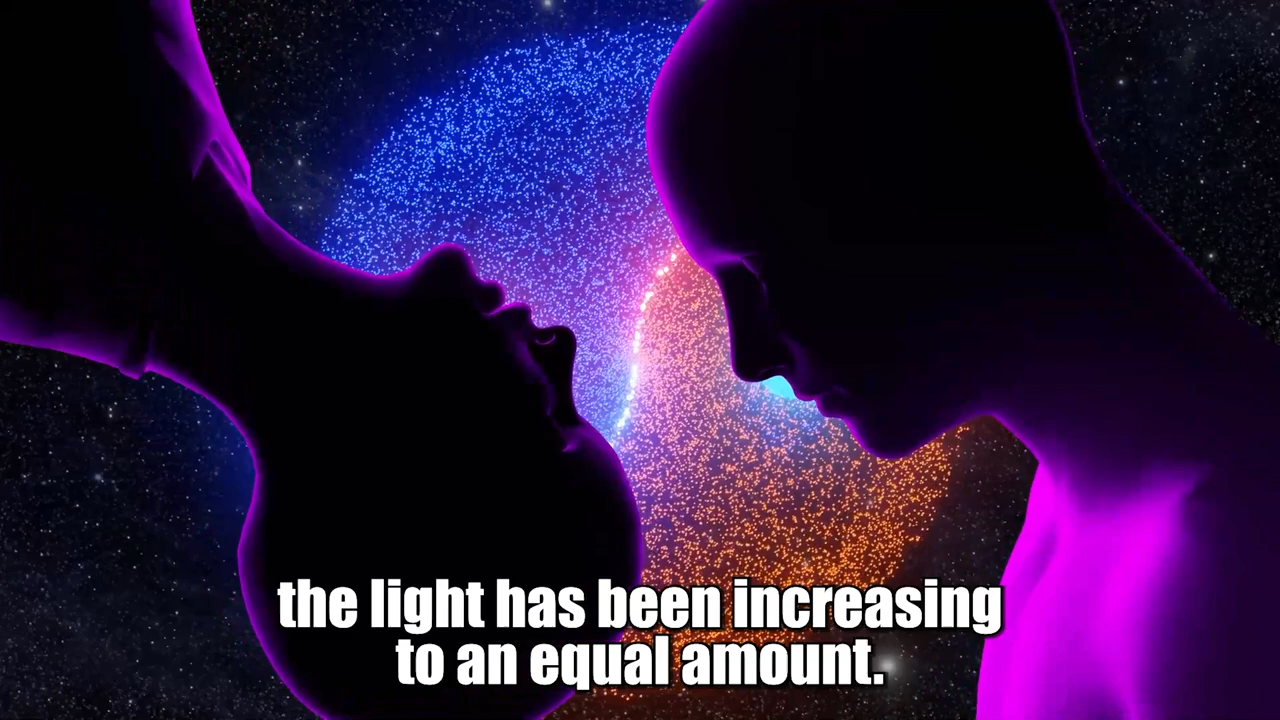 the light has been increasing
to an equal amount.